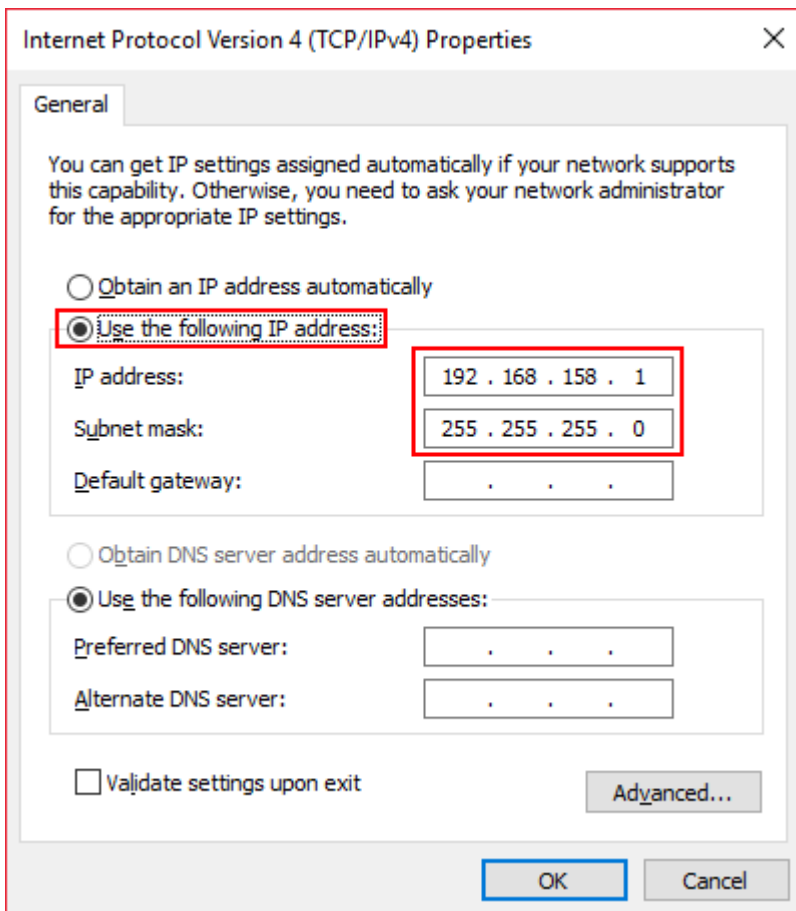 Internet Protocol Version 4 (TCP/IPv4) Properties
General
You can get IP settings assigned automatically if your network supports
this capability. Otherwise, you need to ask your network administrator
for the appropriate IP settings.
Obtain an IP address automatically
Use the following IP address:
IP address: 192 . 168 . 158 . 1
Subnet mask: 255 . 255 . 255 . 0
Default gateway: . . .
Obtain DNS server address automatically
Use the following DNS server addresses:
Preferred DNS server: . . .
Alternate DNS server: . . .
Validate settings upon exit
Advanced...
OK Cancel